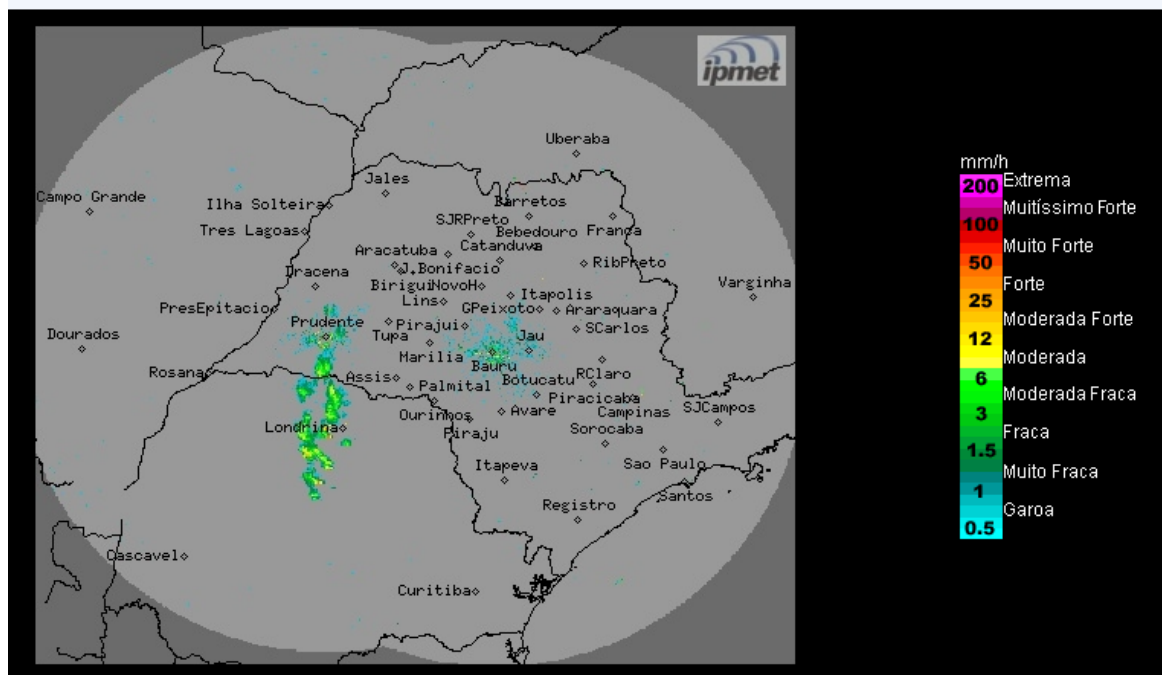 ipmet
Uberaba
Jales
Campo Grande
Ilha Solteira
Barretos
SJRPreto
Tres Lagoas
Bebedouro
Franca
Aracatuba
Catanduva
Dracena
J.Bonifacio
RibPreto
Birigui
NovoH
Varginha
Lins
Itapolis
PresEpitacio
GPeixoto
Araraquara
Prudente
Pirajui
SCarlos
Dourados
Tupa
Jau
Marilia
Bauru
Rosana
Assis
RClaro
Palmital
Botucatu
Piracicaba
Ourinhos
Avare
Campinas
SJCampos
Londrina
Piraju
Sorocaba
Itapeva
Sao Paulo
Santos
Registro
Cascavel
Curitiba
mm/h
200 Extrema
Muitíssimo Forte
100
Muito Forte
50
Forte
25
Moderada Forte
12
Moderada
6
Moderada Fraca
3
Fraca
1.5
Muito Fraca
1
Garoa
0.5